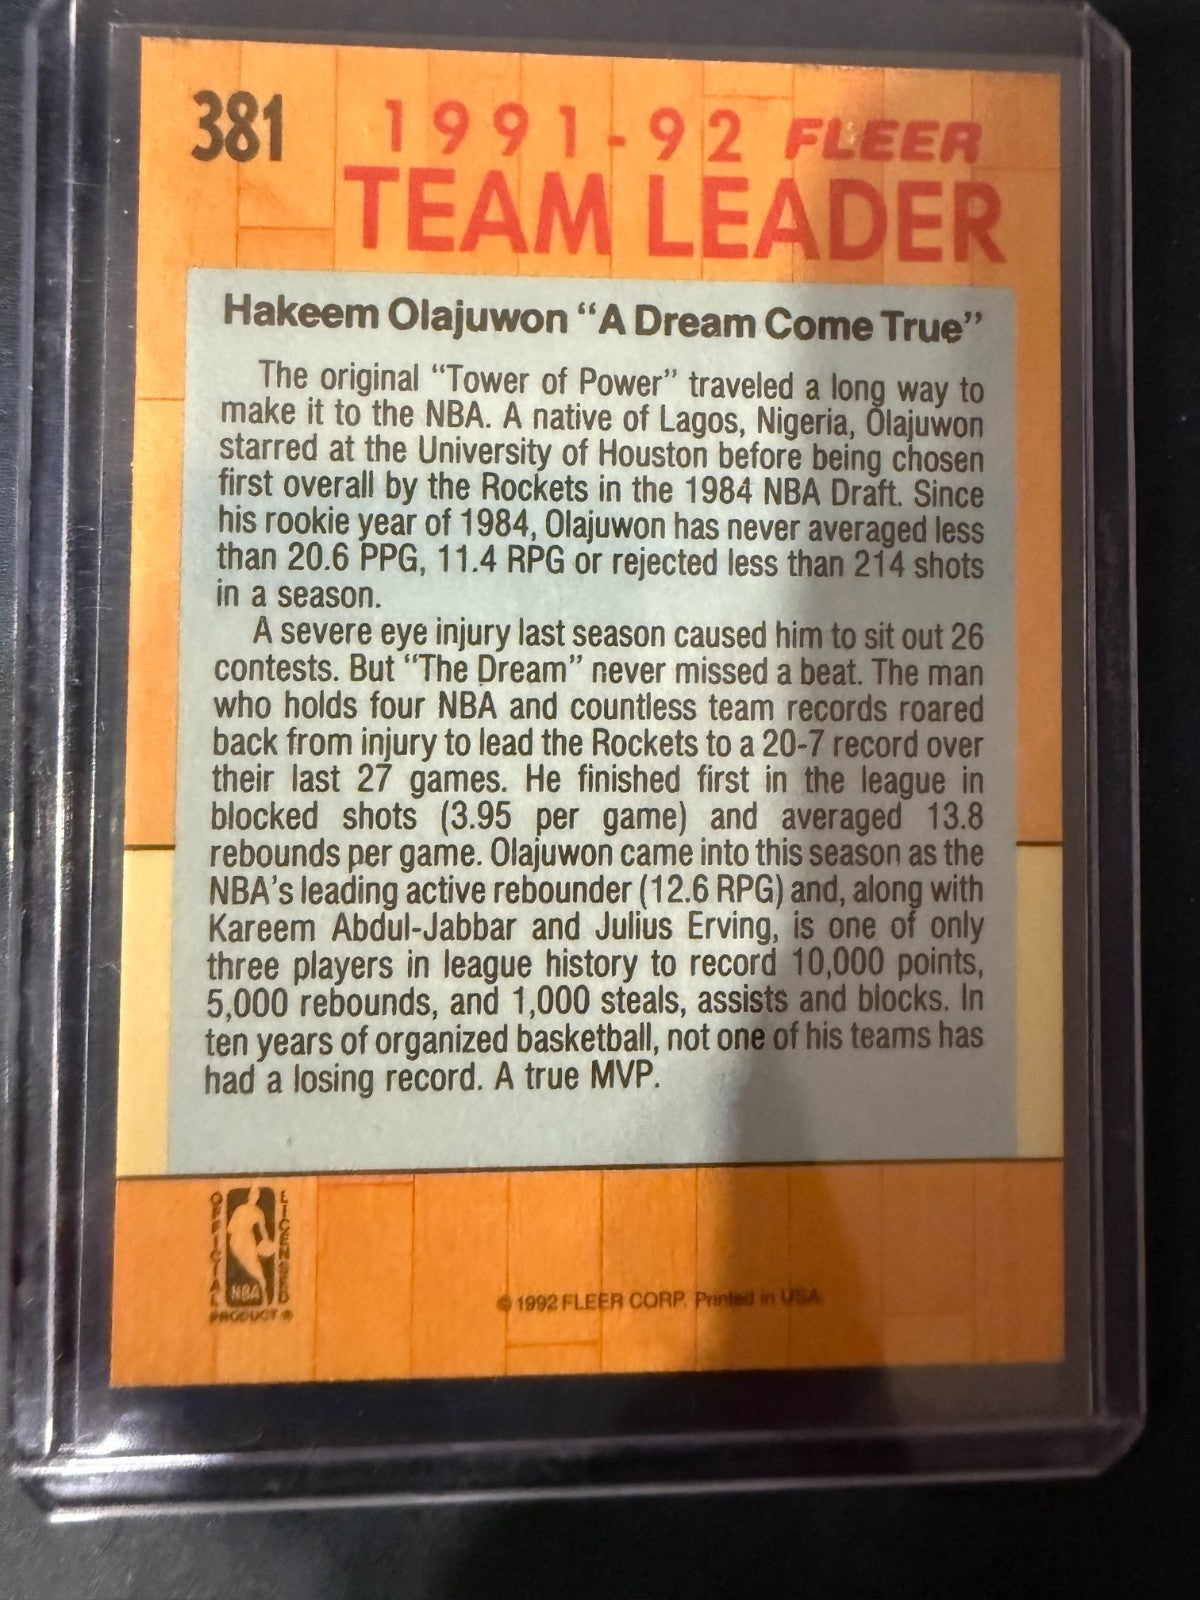 381
1991-92 FLEER
TEAM LEADER
Hakeem Olajuwon “A Dream Come True”
The original “Tower of Power” traveled a long way to
make it to the NBA. A native of Lagos, Nigeria, Olajuwon
starred at the University of Houston before being chosen
first overall by the Rockets in the 1984 NBA Draft. Since
his rookie year of 1984, Olajuwon has never averaged less
than 20.6 PPG, 11.4 RPG or rejected less than 214 shots
in a season.
A severe eye injury last season caused him to sit out 26
contests. But “The Dream” never missed a beat. The man
who holds four NBA and countless team records roared
back from injury to lead the Rockets to a 20-7 record over
their last 27 games. He finished first in the league in
blocked shots (3.95 per game) and averaged 13.8
rebounds per game. Olajuwon came into this season as the
NBA’s leading active rebounder (12.6 RPG) and, along with
Kareem Abdul-Jabbar and Julius Erving, is one of only
three players in league history to record 10,000 points,
5,000 rebounds, and 1,000 steals, assists and blocks. In
ten years of organized basketball, not one of his teams has
had a losing record. A true MVP.
OFFICIAL
LICENSED
NBA
PRODUCT ®
© 1992 FLEER CORP. Printed in USA